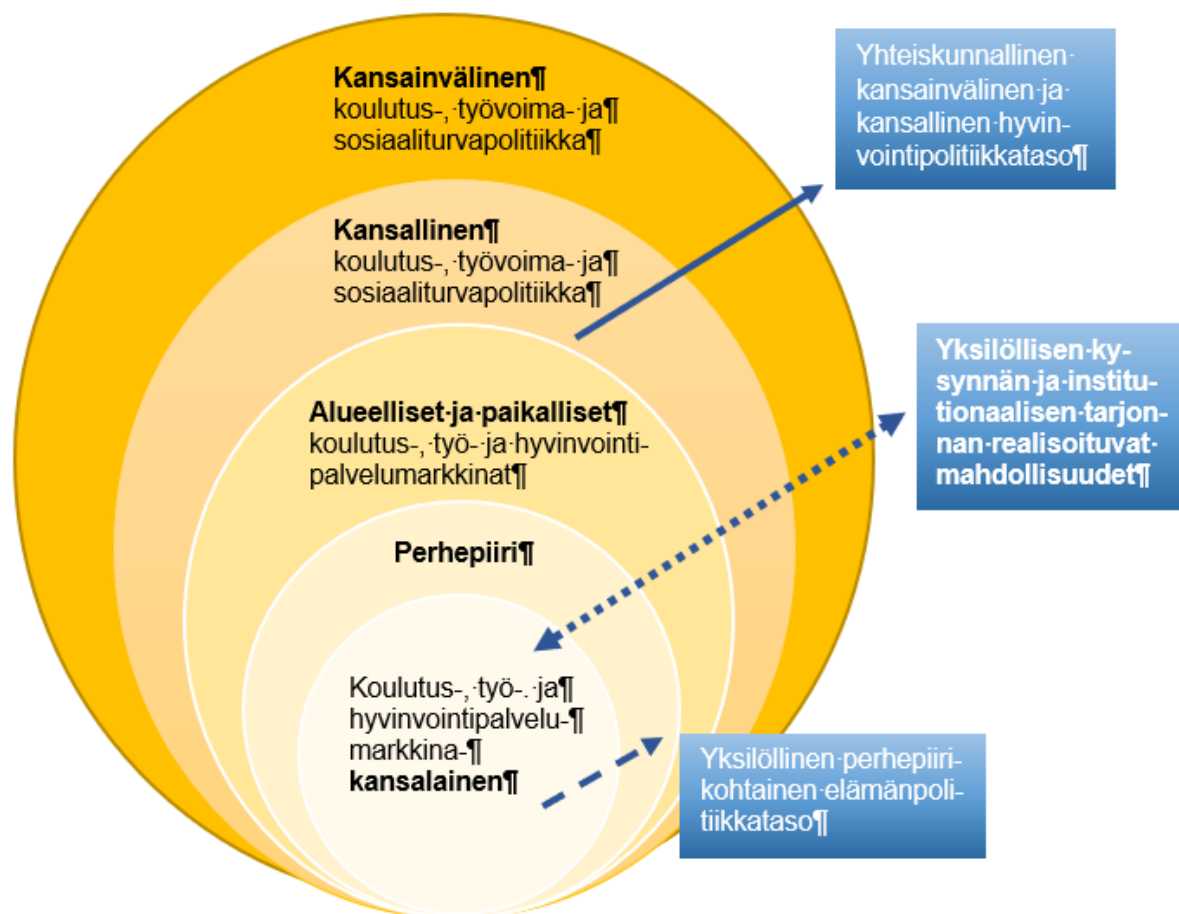 Kansainvälinen¶
koulutus-,·työvoima-·ja¶
sosiaaliturvapolitiikka¶
Yhteiskunnallinen·
kansainvälinen·ja·
kansallinen·hyvin-
vointipolitiikkataso¶
Kansallinen¶
koulutus-,·työvoima-·ja¶
sosiaaliturvapolitiikka¶
Yksilöllisen·ky-
synnän·ja·institu-
tionaalisen·tarjon-
nan·realisoituvat·
mahdollisuudet¶
Alueelliset·ja·paikalliset¶
koulutus-,·työ-·ja·hyvinvointi-
palvelumarkkinat¶
Perhepiiri¶
Koulutus-,·työ-.·ja¶
hyvinvointipalvelu-¶
markkina-¶
kansalainen¶
Yksilöllinen·perhepiiri-
kohtainen·elämänpoli-
tiikkataso¶